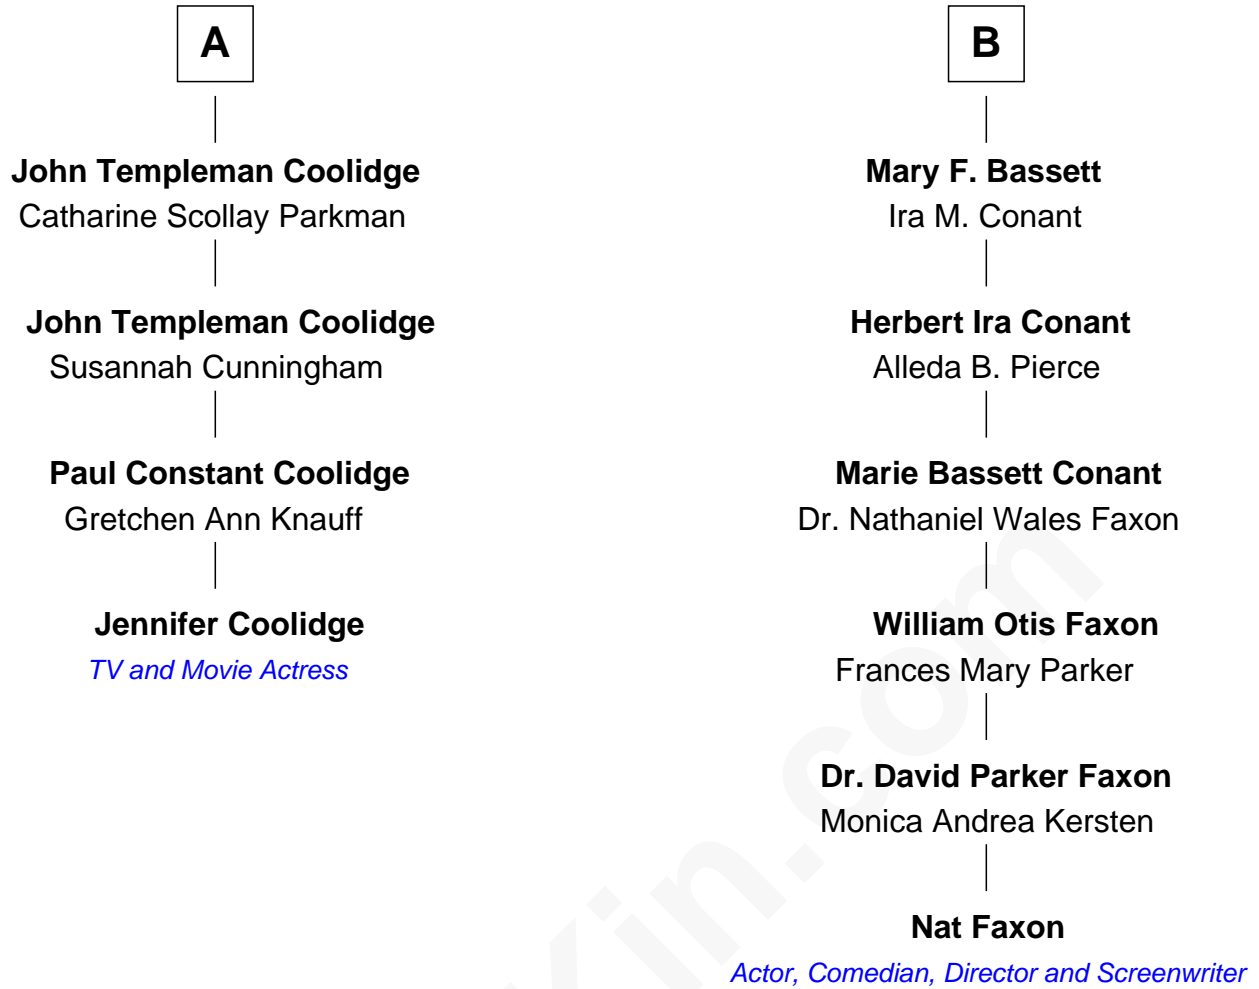 A
John Templeman Coolidge
Catharine Scollay Parkman
John Templeman Coolidge
Susannah Cunningham
Paul Constant Coolidge
Gretchen Ann Knauff
Jennifer Coolidge
TV and Movie Actress
B
Mary F. Bassett
Ira M. Conant
Herbert Ira Conant
Alleda B. Pierce
Marie Bassett Conant
Dr. Nathaniel Wales Faxon
William Otis Faxon
Frances Mary Parker
Dr. David Parker Faxon
Monica Andrea Kersten
Nat Faxon
Actor, Comedian, Director and Screenwriter
Kin.com